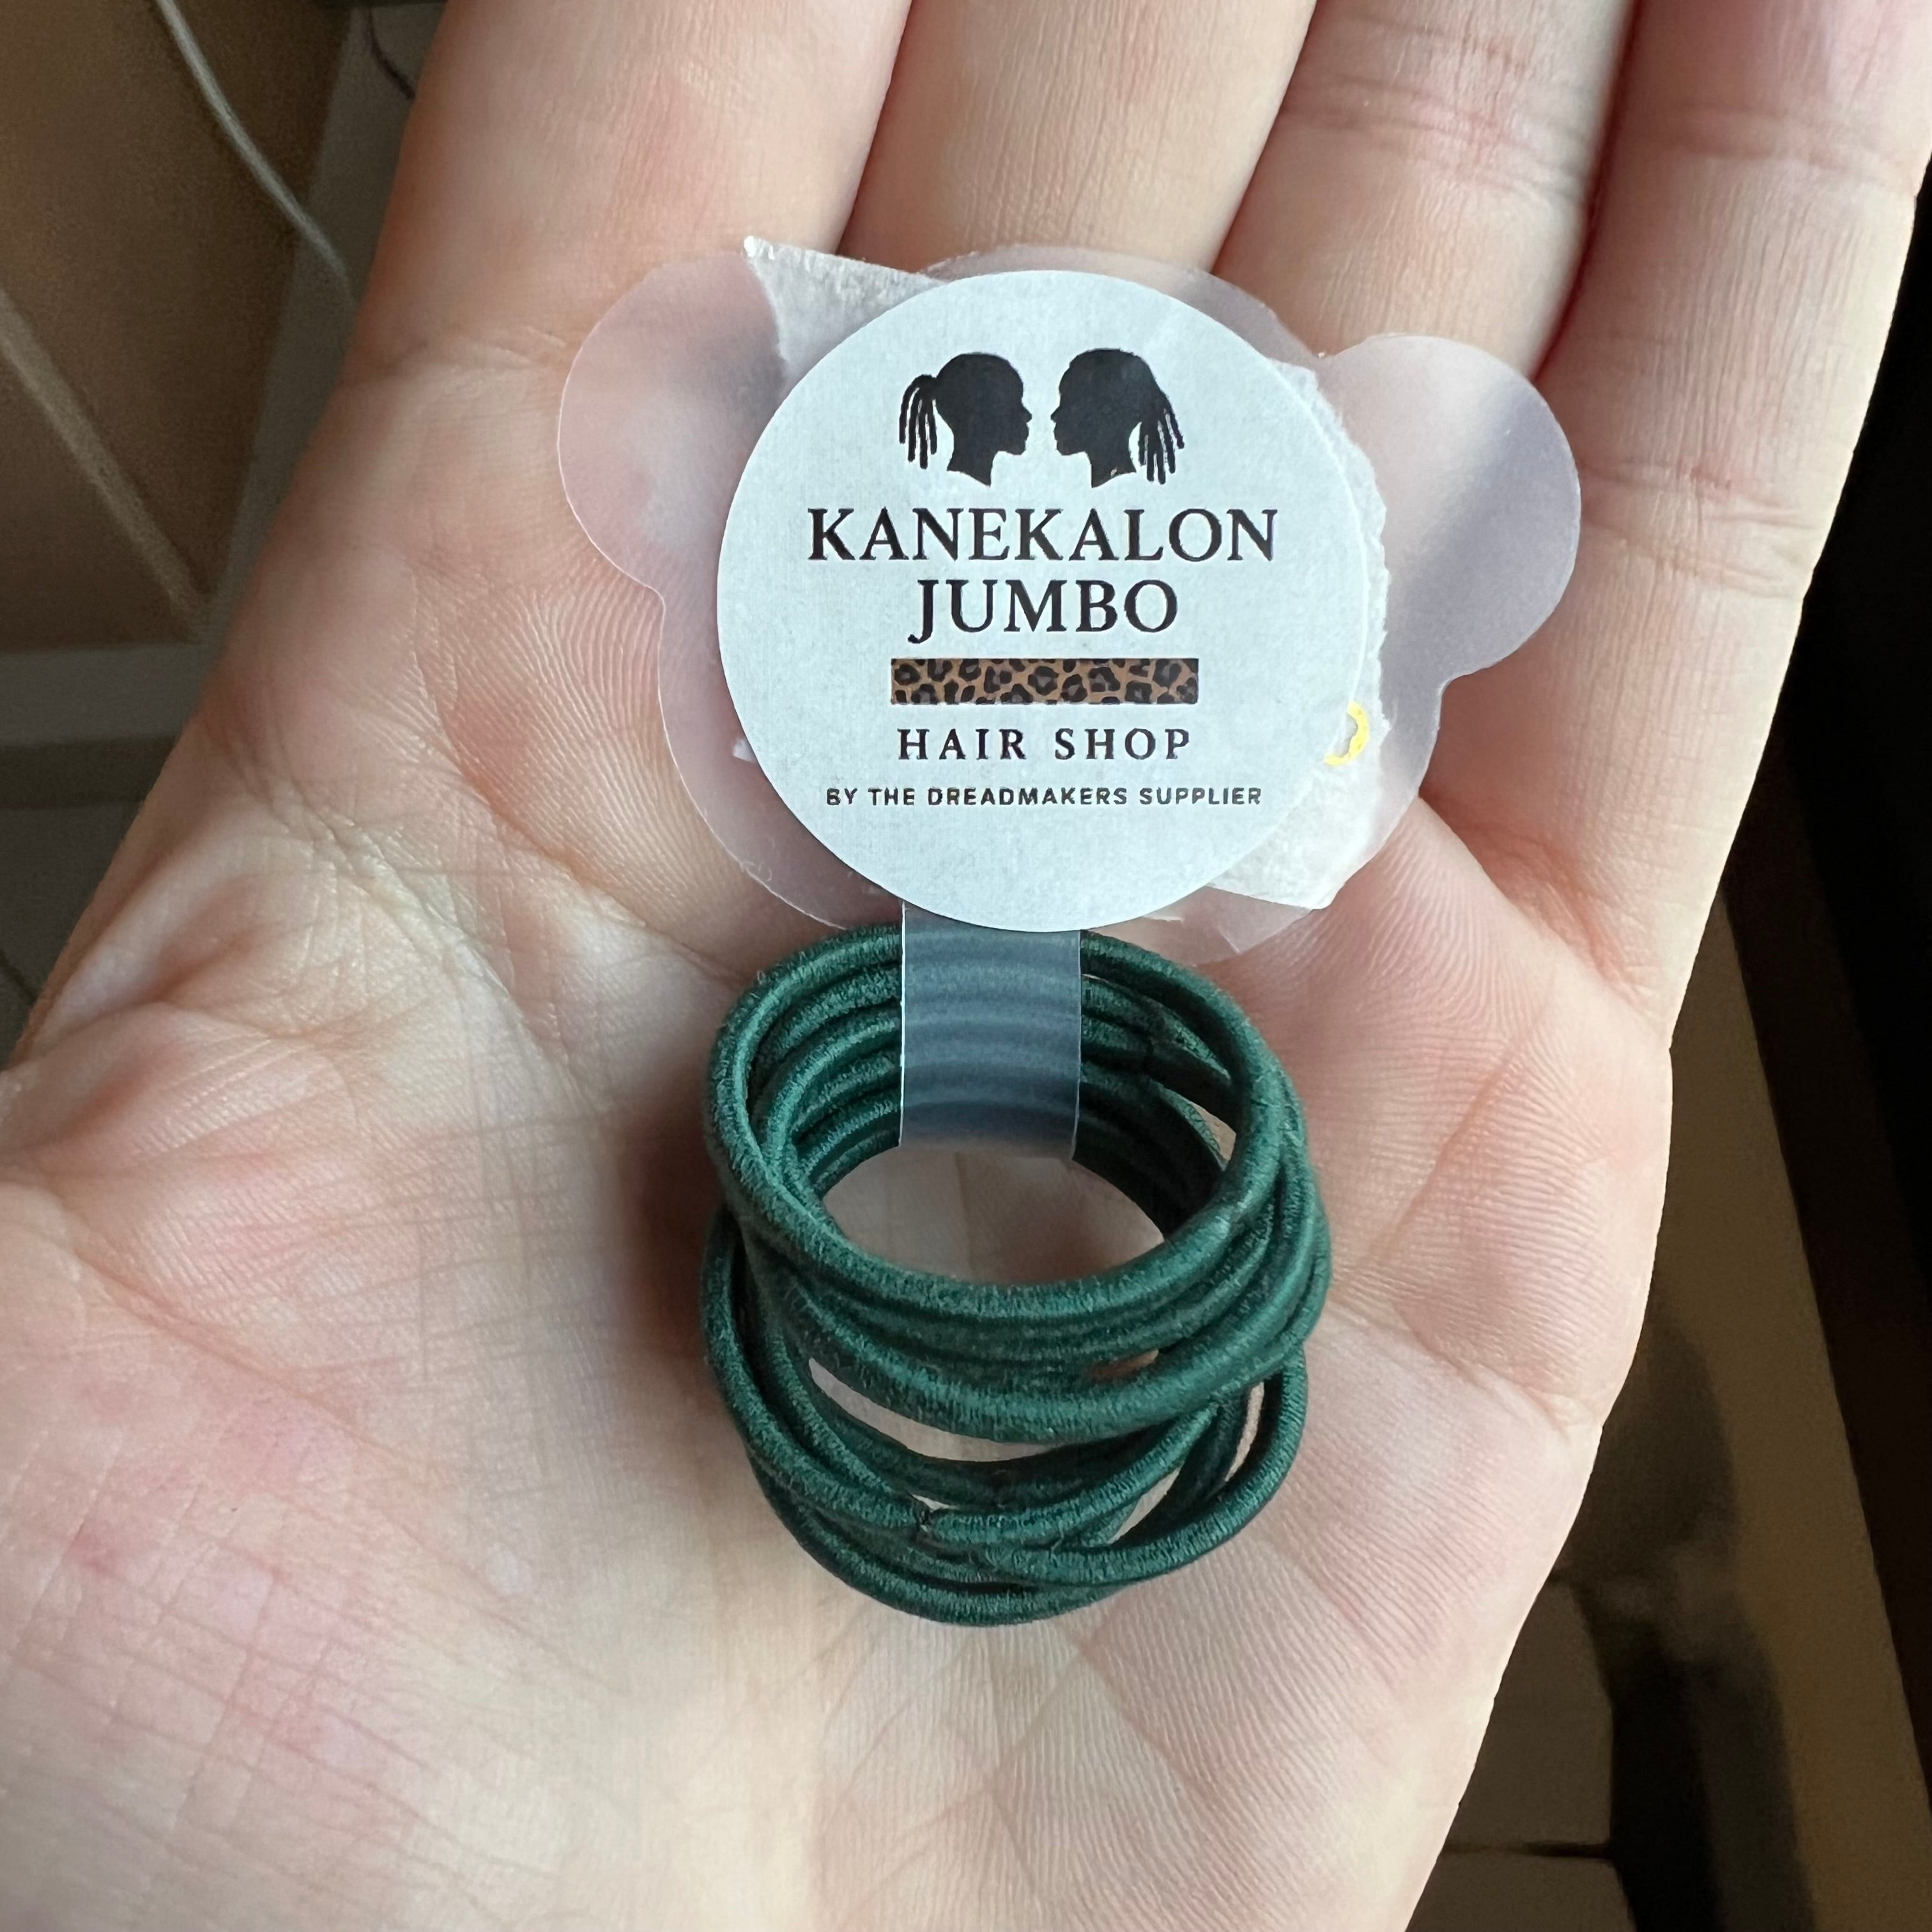 KANEKALON
JUMBO
HAIR SHOP
BY THE DREADMAKERS SUPPLIER